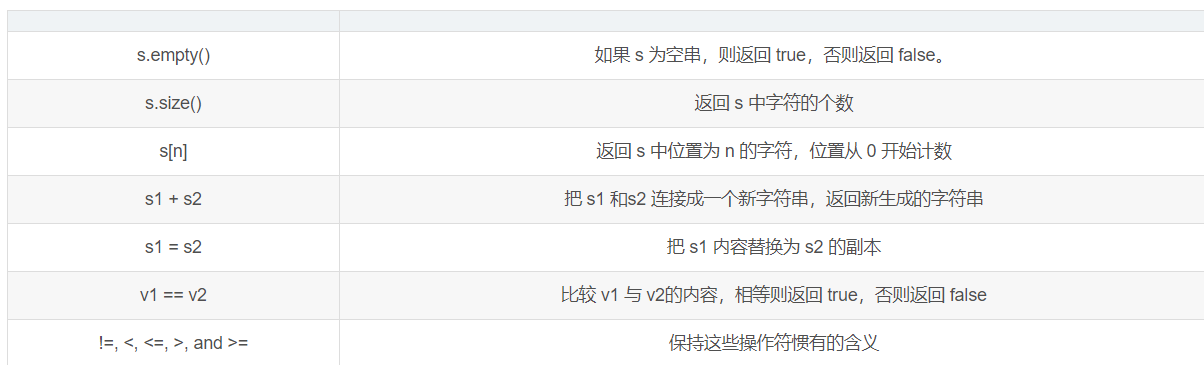 s.empty() 如果 s 为空串，则返回 true，否则返回 false。
s.size() 返回 s 中字符的个数
s[n] 返回 s 中位置为 n 的字符，位置从 0 开始计数
s1 + s2 把 s1 和s2 连接成一个新字符串，返回新生成的字符串
s1 = s2 把 s1 内容替换为 s2 的副本
v1 == v2 比较 v1 与 v2的内容，相等则返回 true，否则返回 false
!=, <, <=, >, and >= 保持这些操作符惯有的含义